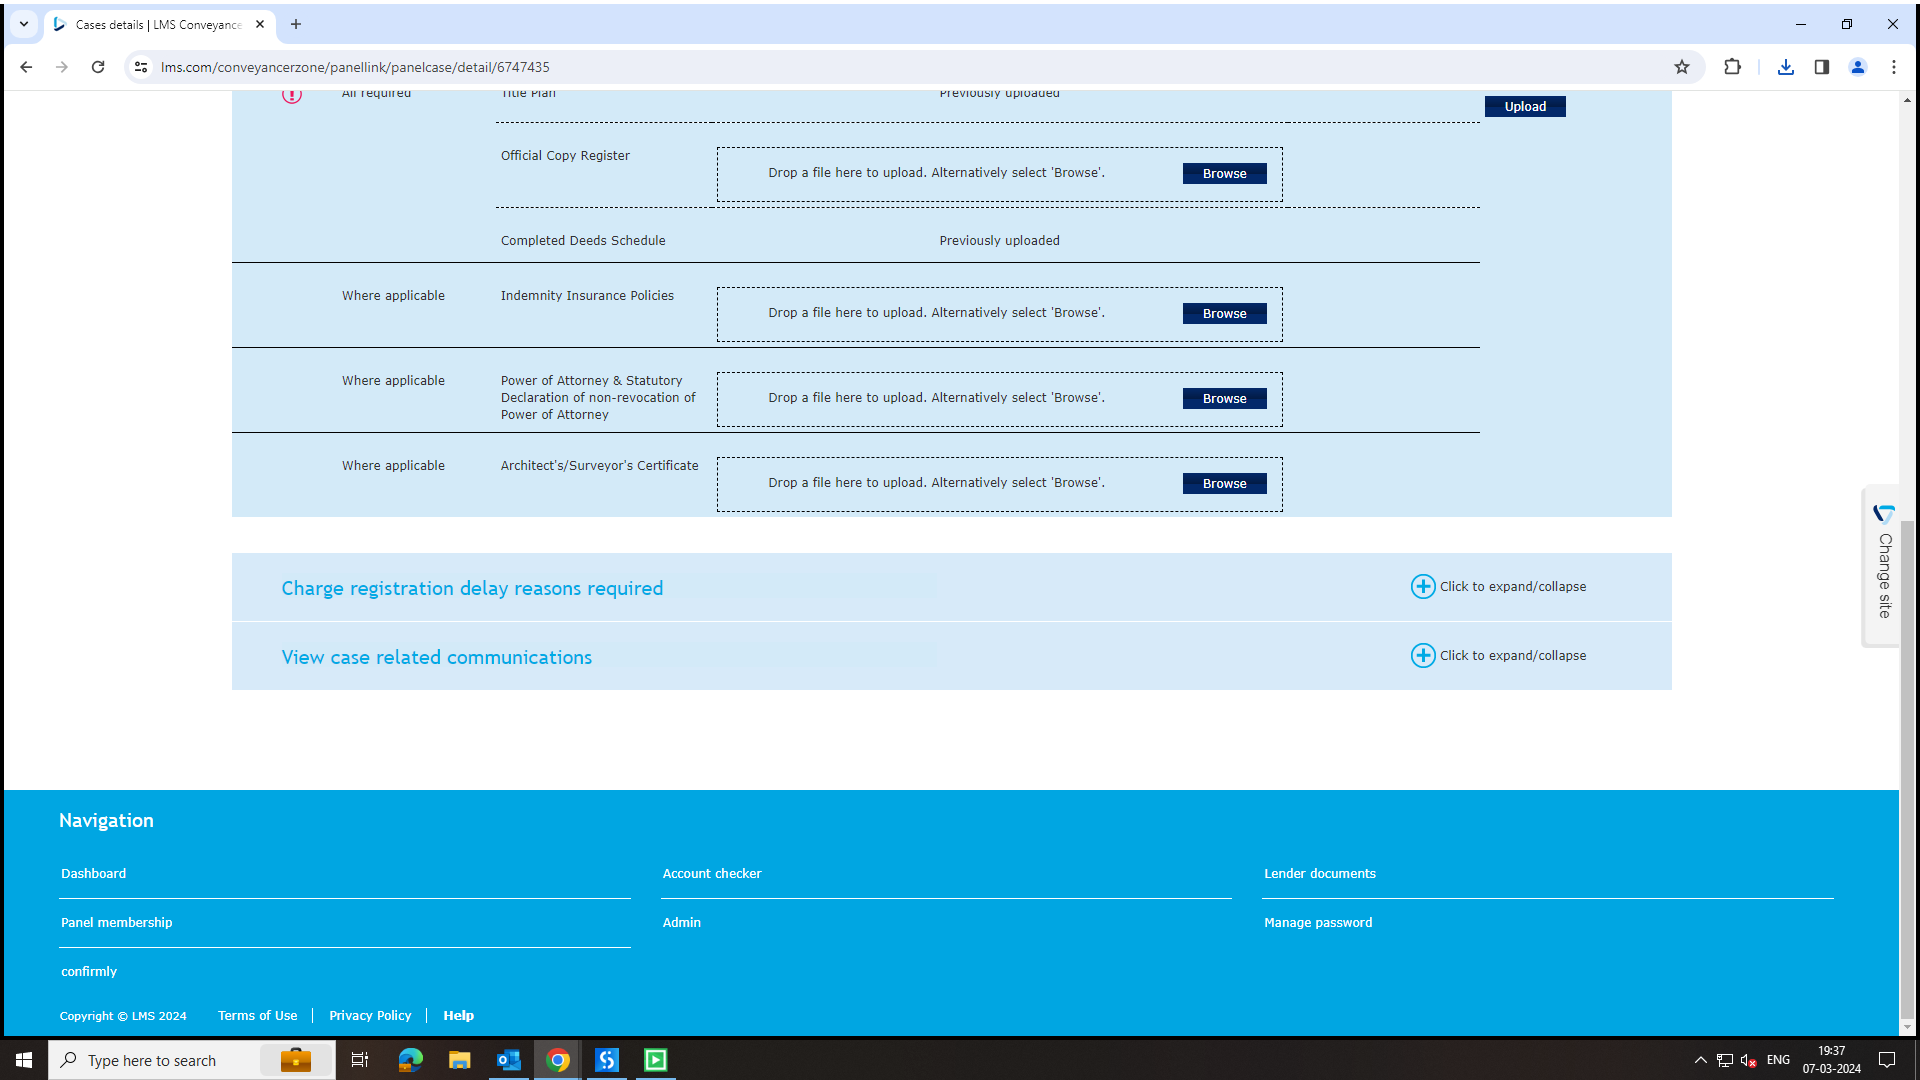 Cases details | LMS Conveyance
lms.com/conveyancerzone/panellink/panelcase/detail/6747435
All required
Title Plan
Previously uploaded
Upload
Official Copy Register
Drop a file here to upload. Alternatively select 'Browse'.
Browse
Completed Deeds Schedule
Previously uploaded
Where applicable
Indemnity Insurance Policies
Drop a file here to upload. Alternatively select 'Browse'.
Browse
Where applicable
Power of Attorney & Statutory
Declaration of non-revocation of
Power of Attorney
Drop a file here to upload. Alternatively select 'Browse'.
Browse
Where applicable
Architect's/Surveyor's Certificate
Drop a file here to upload. Alternatively select 'Browse'.
Browse
Change site
Charge registration delay reasons required
Click to expand/collapse
View case related communications
Click to expand/collapse
Navigation
Dashboard
Account checker
Lender documents
Panel membership
Admin
Manage password
confirmly
Copyright © LMS 2024
Terms of Use
Privacy Policy
Help
Type here to search
ENG
19:37
07-03-2024